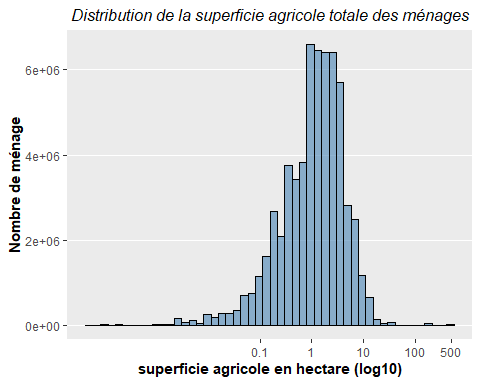 Distribution de la superficie agricole totale des ménages
Nombre de ménage
6e+06
4e+06
2e+06
0e+00
0.1 1 10 100 500
superficie agricole en hectare (log10)